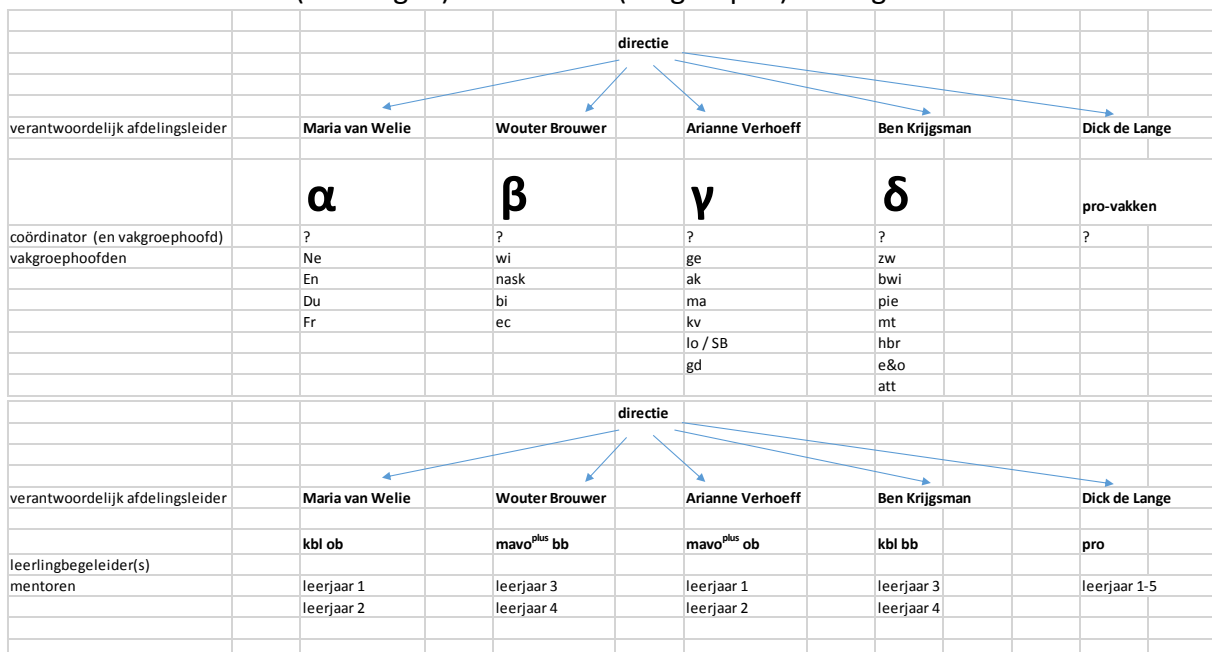 directie
verantwoordelijk afdelingsleider Maria van Welie Wouter Brouwer Arianne Verhoeff Ben Krijgsman Dick de Lange
α β γ δ pro-vakken
coördinator (en vakgroephoofd) ? ? ? ? ?
vakgroephoofden Ne wi ge zw
En nask ak bwi
Du bi ma pie
Fr ec kv mt
lo / SB hbr
gd e&o
att
directie
verantwoordelijk afdelingsleider Maria van Welie Wouter Brouwer Arianne Verhoeff Ben Krijgsman Dick de Lange
kbl ob mavoplus bb mavoplus ob kbl bb pro
leerlingbegeleider(s)
mentoren leerjaar 1 leerjaar 3 leerjaar 1 leerjaar 3 leerjaar 1-5
leerjaar 2 leerjaar 4 leerjaar 2 leerjaar 4